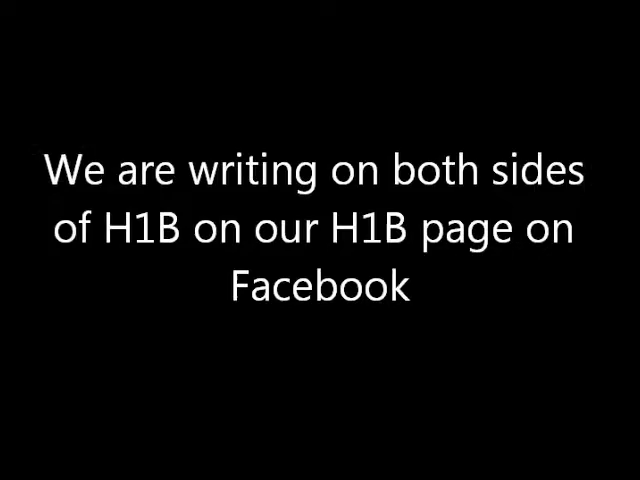 We are writing on both sides
of H1B on our H1B page on
Facebook